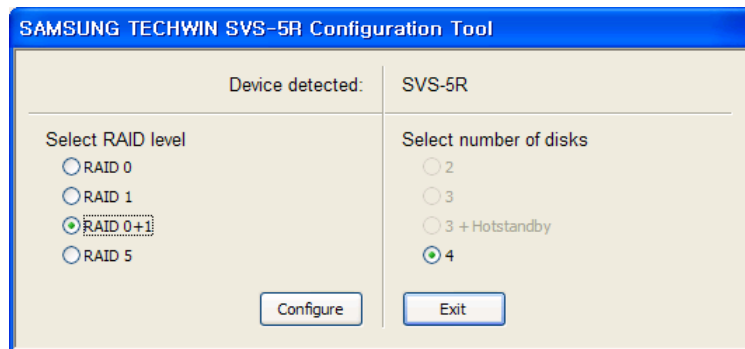 SAMSUNG TECHWIN SVS-5R Configuration Tool
Device detected: SVS-5R
Select RAID level
RAID 0
RAID 1
RAID 0+1
RAID 5
Configure
Select number of disks
2
3
3 + Hotstandby
4
Exit